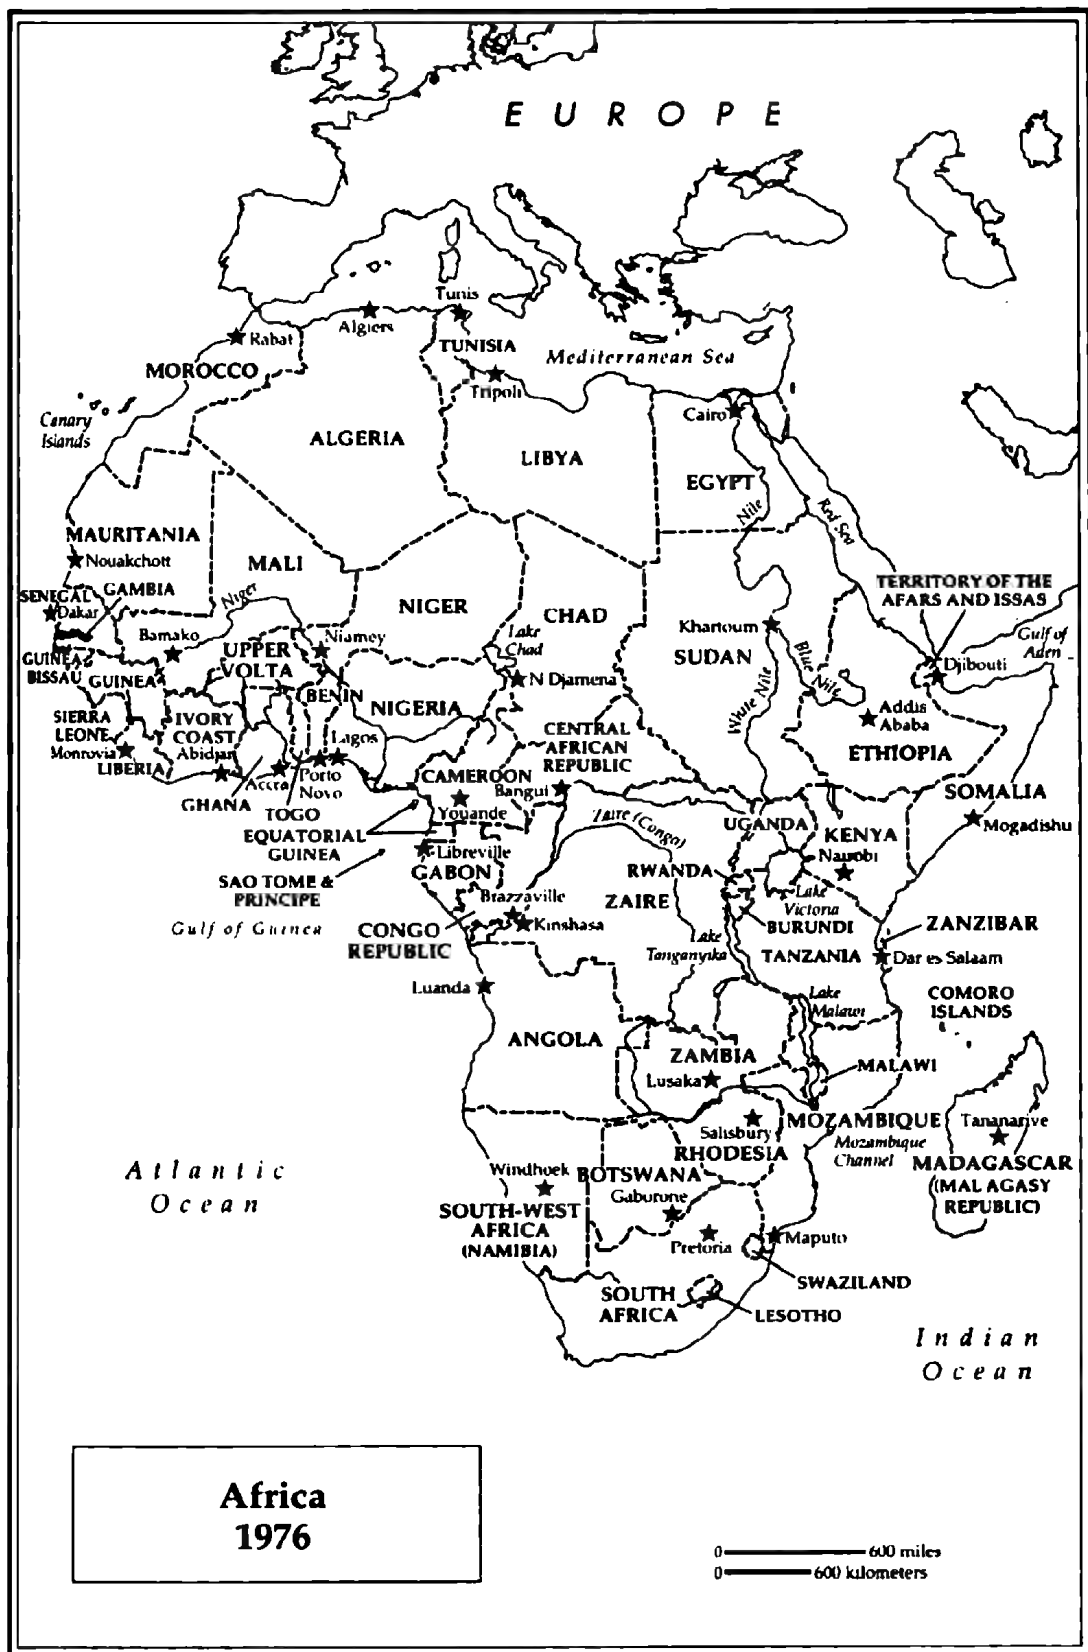 EUROPE
Tunis
Algiers
Rabat
TUNISIA
Mediterranean Sea
MOROCCO
Tripoli
Canary
Islands
Cairo
ALGERIA
LIBYA
EGYPT
Nile
Red Sea
MAURITANIA
Nouakchott
MALI
TERRITORY OF THE
AFARS AND ISSAS
SENEGAL
GAMBIA
Dakar
Niger
NIGER
CHAD
Khartoum
Gulf of
Aden
Bamako
Niamey
Lake
Chad
SUDAN
Blue Nile
Djibouti
GUINEA
BISSAU
GUINEA
UPPER
VOLTA
N Djamena
White Nile
BENIN
NIGERIA
Addis
Ababa
SIERRA
LEONE
IVORY
COAST
CENTRAL
AFRICAN
REPUBLIC
Monrovia
Abidjan
Lagos
ETHIOPIA
LIBERIA
Accra
Porto
Novo
CAMEROON
Bangui
SOMALIA
GHANA
TOGO
Youande
Zaire (Congo)
UGANDA
KENYA
Mogadishu
EQUATORIAL
GUINEA
Libreville
Nairobi
GABON
RWANDA
SAO TOME &
PRINCIPE
Brazzaville
ZAIRE
Lake
Victoria
Gulf of Guinea
CONGO
REPUBLIC
Kinshasa
BURUNDI
ZANZIBAR
Lake
Tanganyika
TANZANIA
Dar es Salaam
Luanda
Lake
Malawi
COMORO
ISLANDS
ANGOLA
ZAMBIA
MALAWI
Lusaka
MOZAMBIQUE
Tananarive
Salisbury
RHODESIA
Mozambique
Channel
Atlantic
Ocean
Windhoek
BOTSWANA
MADAGASCAR
(MALAGASY
REPUBLIC)
Gaburone
SOUTH-WEST
AFRICA
(NAMIBIA)
Pretoria
Maputo
SWAZILAND
SOUTH
AFRICA
LESOTHO
Indian
Ocean
Africa
1976
0 600 miles
0 600 kilometers